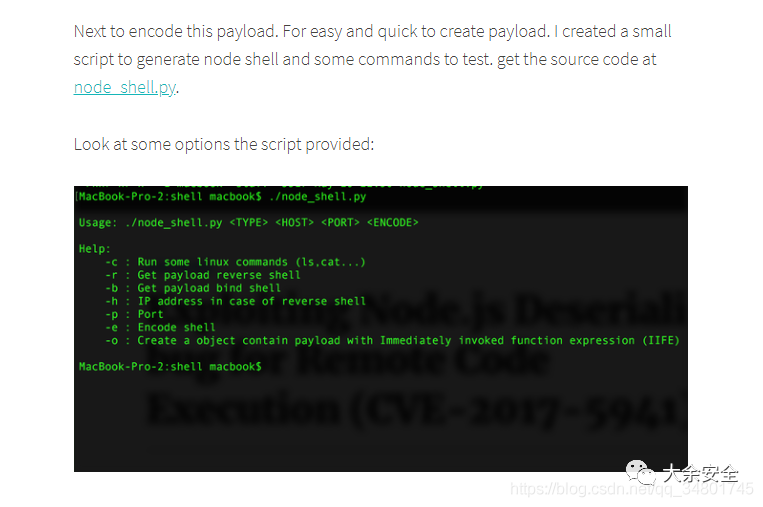 Next to encode this payload. For easy and quick to create payload. I created a small
script to generate node shell and some commands to test. get the source code at
node_shell.py.
Look at some options the script provided:
[MacBook-Pro-2:shell macbook$ ./node_shell.py
Usage: ./node_shell.py <TYPE> <HOST> <PORT> <ENCODE>
Help:
-c : Run some linux commands (ls,cat...)
-r : Get payload reverse shell
-b : Get payload bind shell
-h : IP address in case of reverse shell
-p : Port
-e : Encode shell
-o : Create a object contain payload with Immediately invoked function expression (IIFE)
MacBook-Pro-2:shell macbook$
Node.js Deseriali
for Remote Code
Execution (CVE-2017-5941)
大余安全
https://blog.csdn.net/qq_34801745